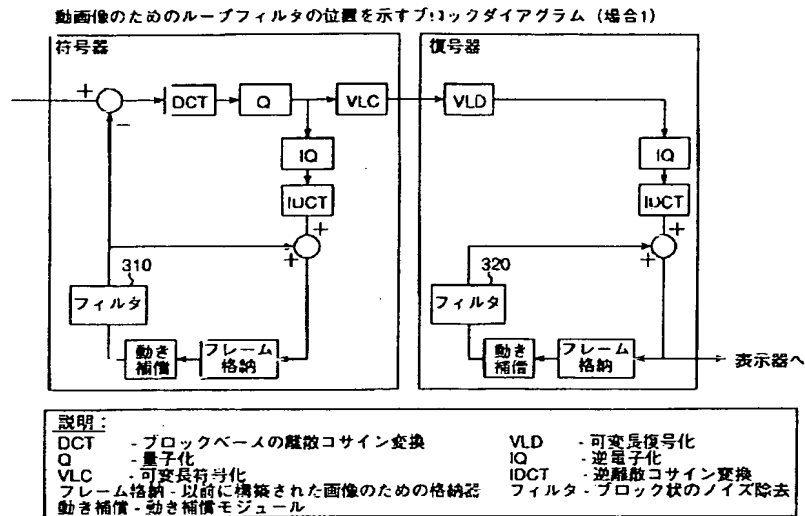 動画像のためのループフィルタの位置を示すブロックダイアグラム (場合1)
符号器
復号器
+
−
DCT
Q
VLC
VLD
IQ
IDCT
+
+
310
フィルタ
動き
補償
フレーム
格納
IQ
IDCT
+
+
320
フィルタ
動き
補償
フレーム
格納
表示器へ
説明:
DCT - ブロックベースの離散コサイン変換
VLD - 可変長復号化
Q - 量子化
IQ - 逆電子化
VLC - 可変長符号化
IDCT - 逆離散コサイン変換
フレーム格納 - 以前に構築された画像のための格納器
フィルタ - ブロック状のノイズ除去
動き補償 - 動き補償モジュール